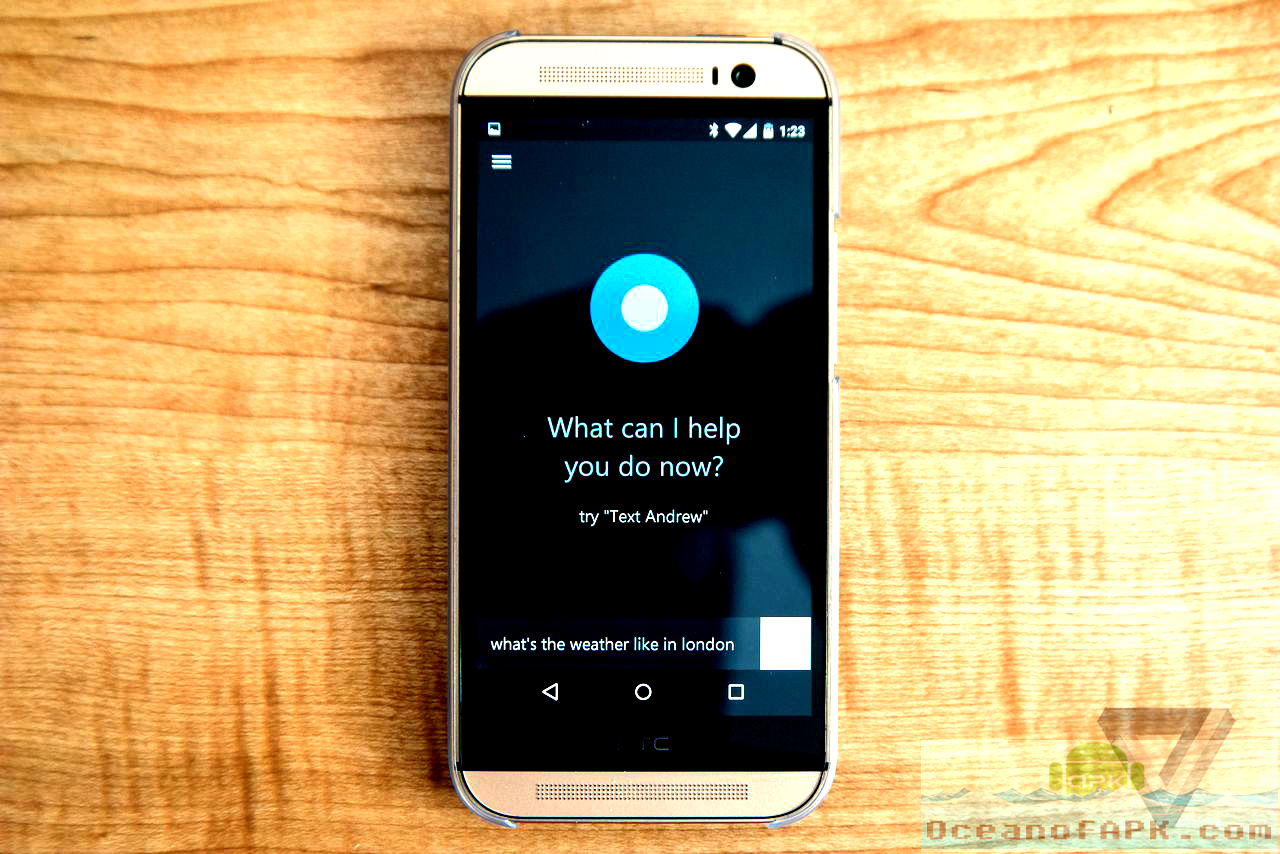 1:23
What can I help
you do now?
try "Text Andrew"
what's the weather like in london
APK
OceanofAPK.com